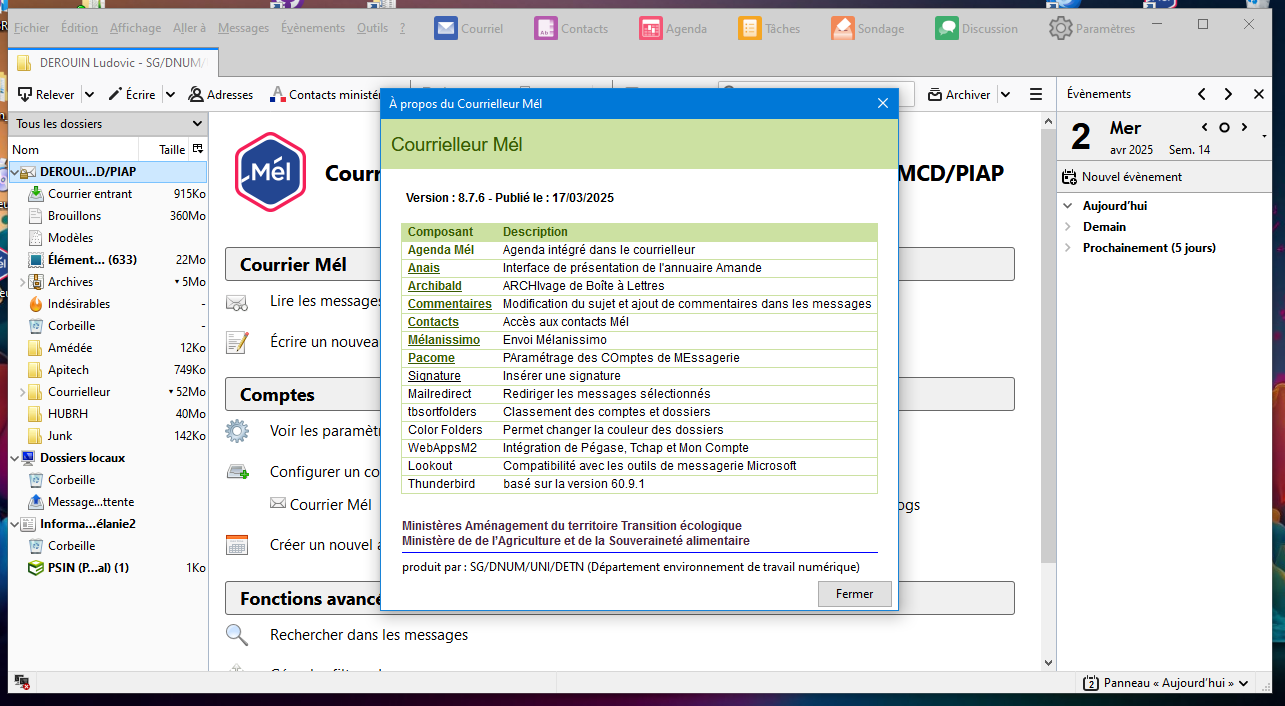 Fichier Édition Affichage Aller à Messages Évènements Outils ? Courriel Contacts Agenda Tâches Sondage Discussion Paramètres
DEROUIN Ludovic - SG/DNUM/
Relever Écrire Adresses Contacts ministér Archiver
Tous les dossiers
Nom Taille
DEROUI...D/PIAP
Courrier entrant 915Ko
Brouillons 360Mo
Modèles
Élément... (633) 22Mo
Archives 5Mo
Indésirables -
Corbeille -
Amédée 12Ko
Apitech 749Ko
Courrielleur 52Mo
HUBRH 40Mo
Junk 142Ko
Dossiers locaux
Corbeille
Message...ttente
Informa...élanie2
Corbeille
PSIN (P...al) (1) 1Ko
Mél
Courr
MCD/PIAP
Courrier Mél
Lire les messages
Écrire un nouvea
Comptes
Voir les paramètr
Configurer un co
Courrier Mél
ogs
Créer un nouvel a
Fonctions avancé
Rechercher dans les messages
À propos du Courrielleur Mél
Courrielleur Mél
Version : 8.7.6 - Publié le : 17/03/2025
Composant Description
Agenda Mél Agenda intégré dans le courrielleur
Anais Interface de présentation de l'annuaire Amande
Archibald ARCHIvage de Boîte à Lettres
Commentaires Modification du sujet et ajout de commentaires dans les messages
Contacts Accès aux contacts Mél
Mélanissimo Envoi Mélanissimo
Pacome PAramétrage des COmptes de MEssagerie
Signature Insérer une signature
Mailredirect Rediriger les messages sélectionnés
tbsortfolders Classement des comptes et dossiers
Color Folders Permet changer la couleur des dossiers
WebAppsM2 Intégration de Pégase, Tchap et Mon Compte
Lookout Compatibilité avec les outils de messagerie Microsoft
Thunderbird basé sur la version 60.9.1
Ministères Aménagement du territoire Transition écologique
Ministère de de l'Agriculture et de la Souveraineté alimentaire
produit par : SG/DNUM/UNI/DETN (Département environnement de travail numérique)
Fermer
Évènements
2 Mer
avr 2025 Sem. 14
Nouvel évènement
Aujourd'hui
Demain
Prochainement (5 jours)
2 Panneau « Aujourd'hui »